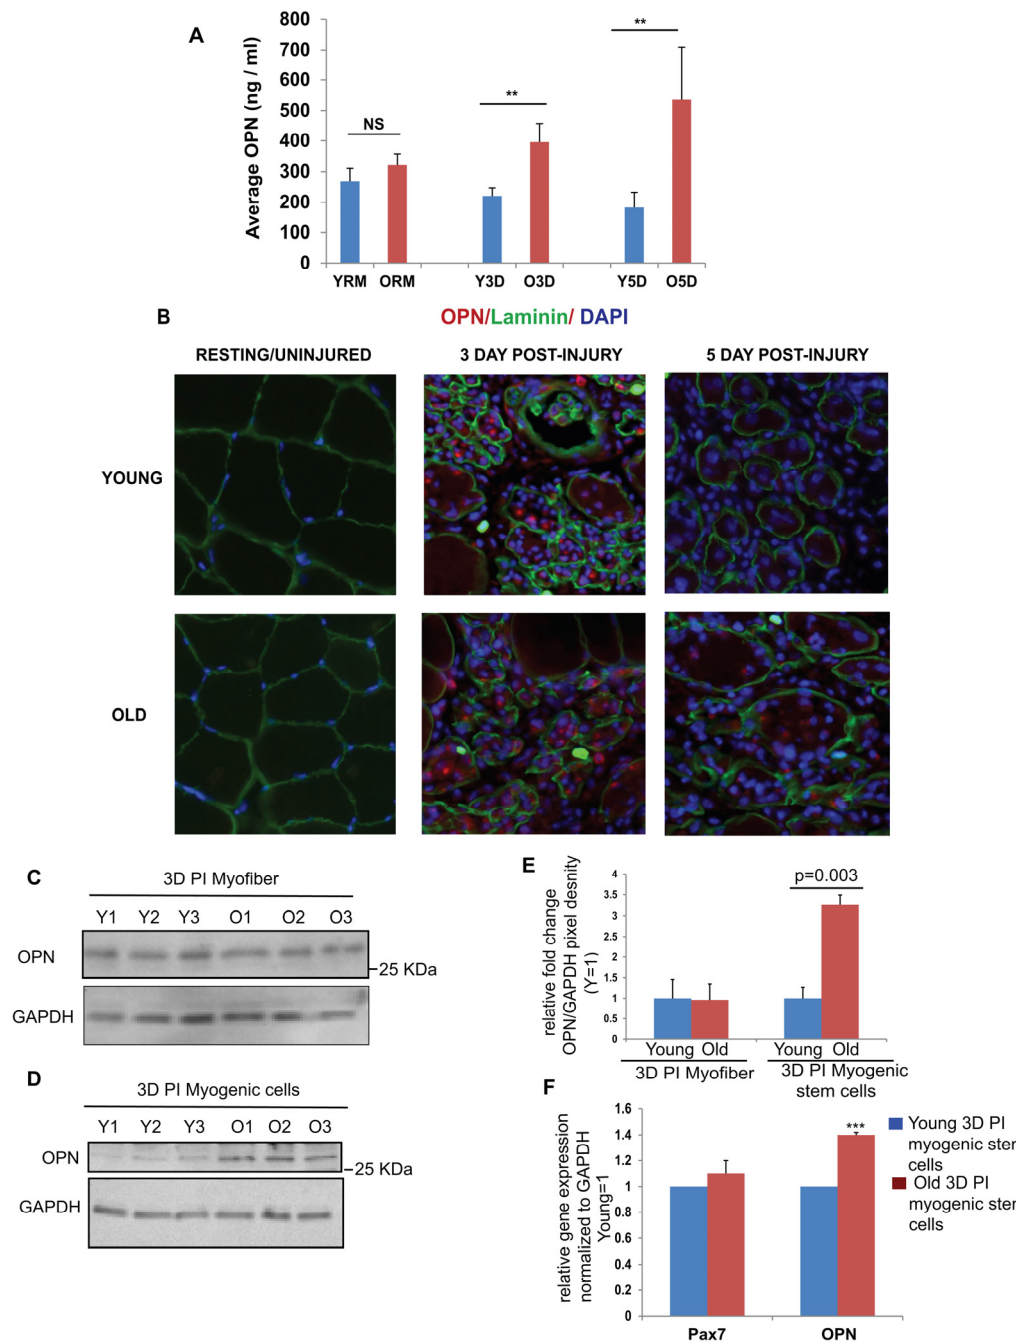 A
Average OPN (ng / ml)
800
700
600
500
400
300
200
100
0
NS
**
**
YRM ORM Y3D O3D Y5D O5D
B
OPN/Laminin/ DAPI
RESTING/UNINJURED 3 DAY POST-INJURY 5 DAY POST-INJURY
YOUNG
OLD
C
3D PI Myofiber
Y1 Y2 Y3 O1 O2 O3
OPN
25 KDa
GAPDH
D
3D PI Myogenic cells
Y1 Y2 Y3 O1 O2 O3
OPN
25 KDa
GAPDH
E
relative fold change
OPN/GAPDH pixel desnity
(Y=1)
4
3.5
3
2.5
2
1.5
1
0.5
0
p=0.003
Young Old Young Old
3D PI Myofiber 3D PI Myogenic
stem cells
F
relative gene expression
normalized to GAPDH
Young=1
1.6
1.4
1.2
1
0.8
0.6
0.4
0.2
0
***
Pax7 OPN
Young 3D PI
myogenic stem
cells
Old 3D PI
myogenic stem
cells